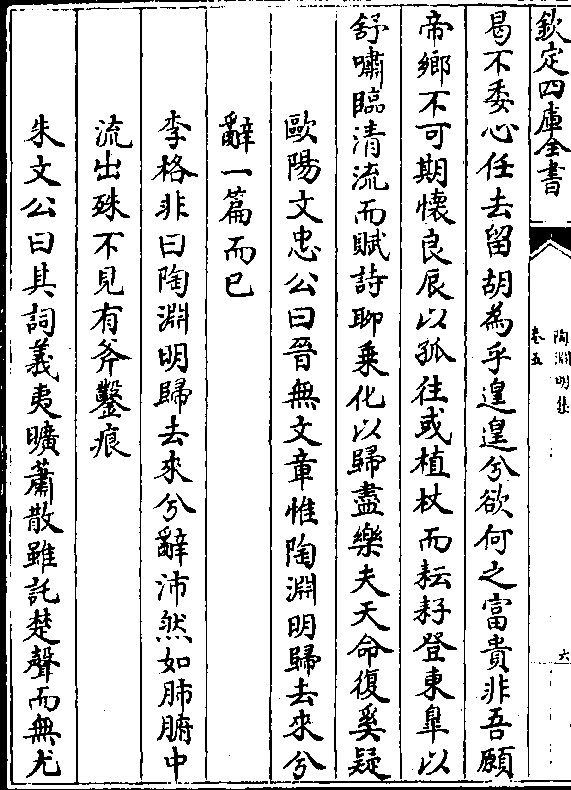 欽定四庫全書
陶淵明集
卷五
六
曷不委心任去留胡為乎遑遑兮欲何之富貴非吾願
帝鄉不可期懷良辰以孤往或植杖而耘耔登東臯以
舒嘯臨清流而賦詩聊乗化以歸盡樂夫天命復奚疑
歐陽文忠公曰晉無文章惟陶淵明歸去來兮
辭一篇而已
李格非曰陶淵明歸去來兮辭沛然如肺腑中
流出殊不見有斧鑿痕
朱文公曰其詞義夷曠蕭散雖託楚聲而無尤